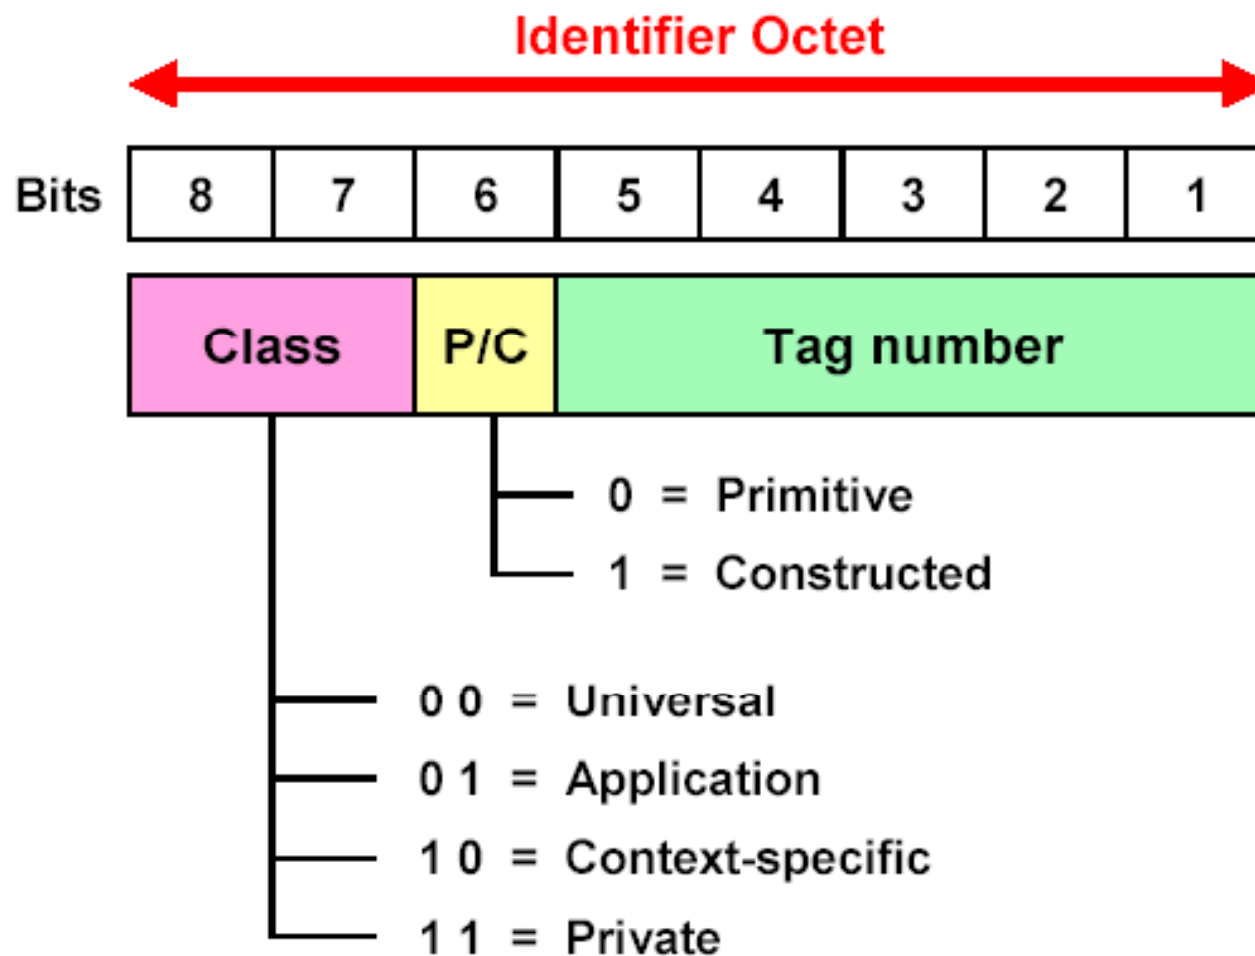 Identifier Octet
Bits 8 7 6 5 4 3 2 1
Class P/C Tag number
0 = Primitive
1 = Constructed
0 0 = Universal
0 1 = Application
1 0 = Context-specific
1 1 = Private